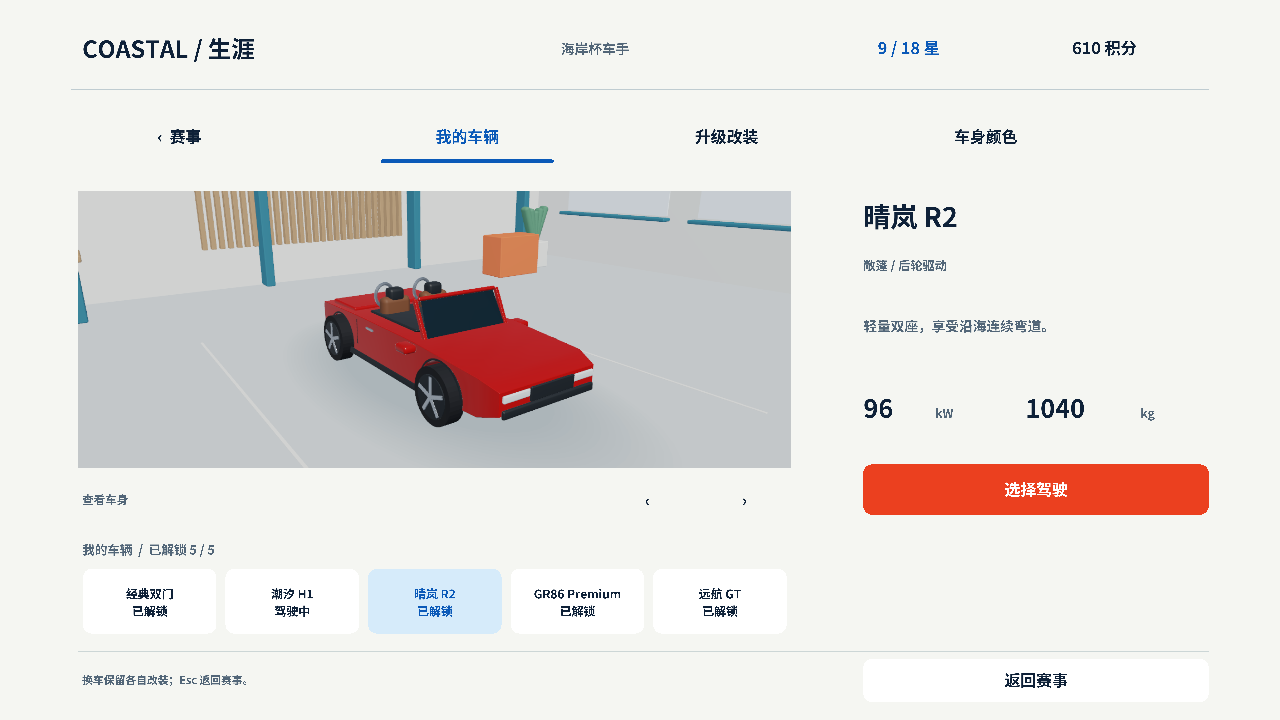 COASTAL / 生涯
海岸杯车手
9 / 18 星
610 积分
‹ 赛事
我的车辆
升级改装
车身颜色
晴岚 R2
敞篷 / 后轮驱动
轻量双座，享受沿海连续弯道。
96 kW
1040 kg
选择驾驶
查看车身
‹
›
我的车辆 / 已解锁 5 / 5
经典双门
已解锁
潮汐 H1
驾驶中
晴岚 R2
已解锁
GR86 Premium
已解锁
远航 GT
已解锁
换车保留各自改装；Esc 返回赛事。
返回赛事